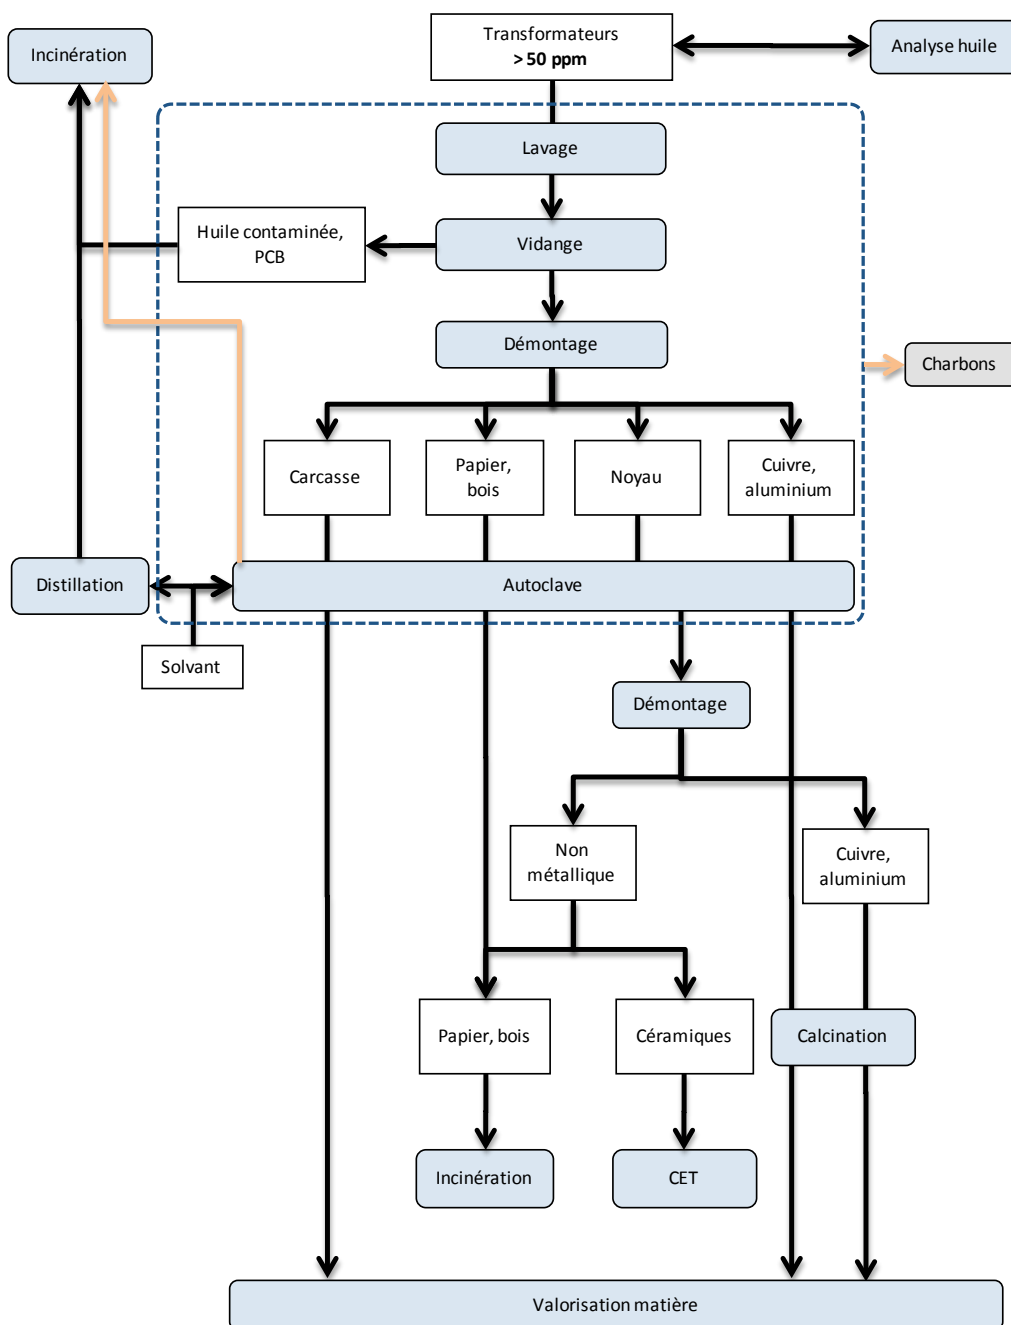 Incinération
Transformateurs
> 50 ppm
Analyse huile
Lavage
Huile contaminée,
PCB
Vidange
Démontage
Charbons
Carcasse
Papier,
bois
Noyau
Cuivre,
aluminium
Distillation
Autoclave
Solvant
Démontage
Non
métallique
Cuivre,
aluminium
Papier, bois
Céramiques
Calcination
Incinération
CET
Valorisation matière